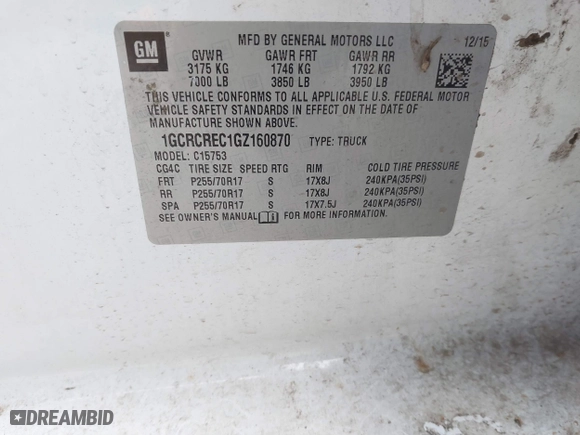 GM
MFD BY GENERAL MOTORS LLC 12/15
GVWR GAWR FRT GAWR RR
3175 KG 1746 KG 1792 KG
7000 LB 3850 LB 3950 LB
THIS VEHICLE CONFORMS TO ALL APPLICABLE U.S. FEDERAL MOTOR
VEHICLE SAFETY STANDARDS IN EFFECT ON THE DATE OF
MANUFACTURE SHOWN ABOVE.
1GCRCREC1GZ160870 TYPE: TRUCK
MODEL: C15753
CG4C TIRE SIZE SPEED RTG RIM COLD TIRE PRESSURE
FRT P255/70R17 S 17X8J 240KPA(35PSI)
RR P255/70R17 S 17X8J 240KPA(35PSI)
SPA P255/70R17 S 17X7.5J 240KPA(35PSI)
SEE OWNER'S MANUAL FOR MORE INFORMATION.
DREAMBID